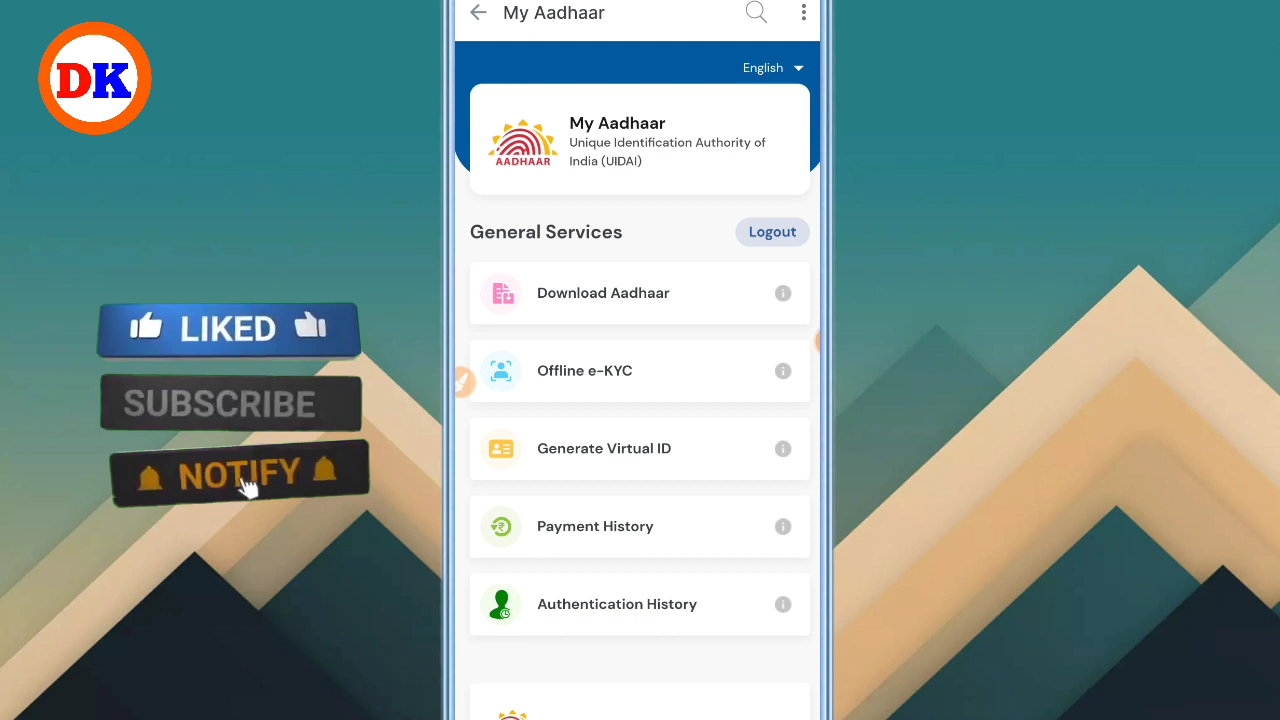 My Aadhaar
DK
English
My Aadhaar
Unique Identification Authority of
India (UIDAI)
AADHAAR
General Services
Logout
Download Aadhaar
LIKED
Offline e-KYC
SUBSCRIBE
Generate Virtual ID
NOTIFY
Payment History
Authentication History